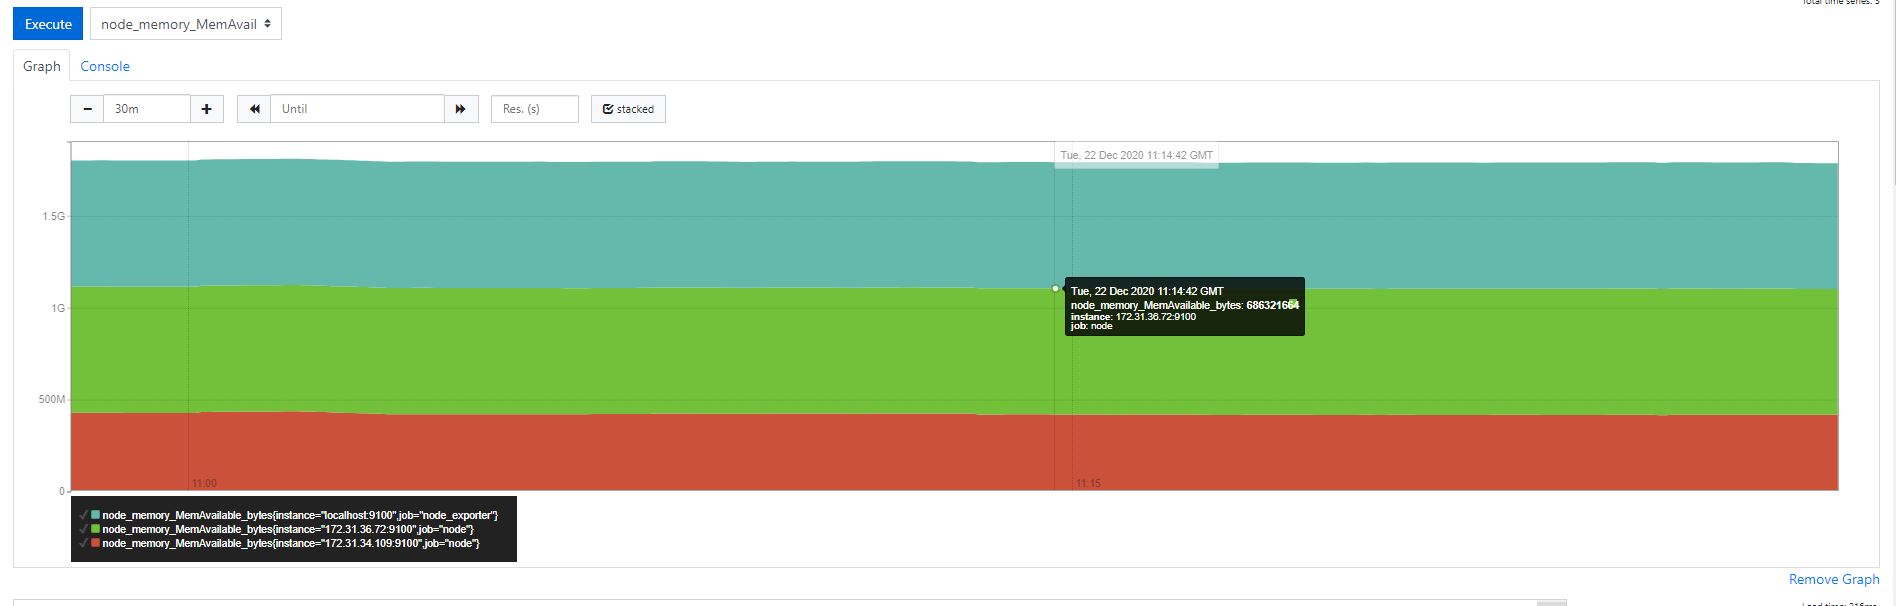 Total time series: 3
Execute
node_memory_MemAvail
Graph Console
30m Until Res. (s) stacked
Tue, 22 Dec 2020 11:14:42 GMT
1.5G
Tue, 22 Dec 2020 11:14:42 GMT
node_memory_MemAvailable_bytes: 686321664
instance: 172.31.36.72:9100
job: node
1G
500M
11:00 11:15
0
node_memory_MemAvailable_bytes{instance="localhost:9100",job="node_exporter"}
node_memory_MemAvailable_bytes{instance="172.31.36.72:9100",job="node"}
node_memory_MemAvailable_bytes{instance="172.31.34.109:9100",job="node"}
Remove Graph
Load time: